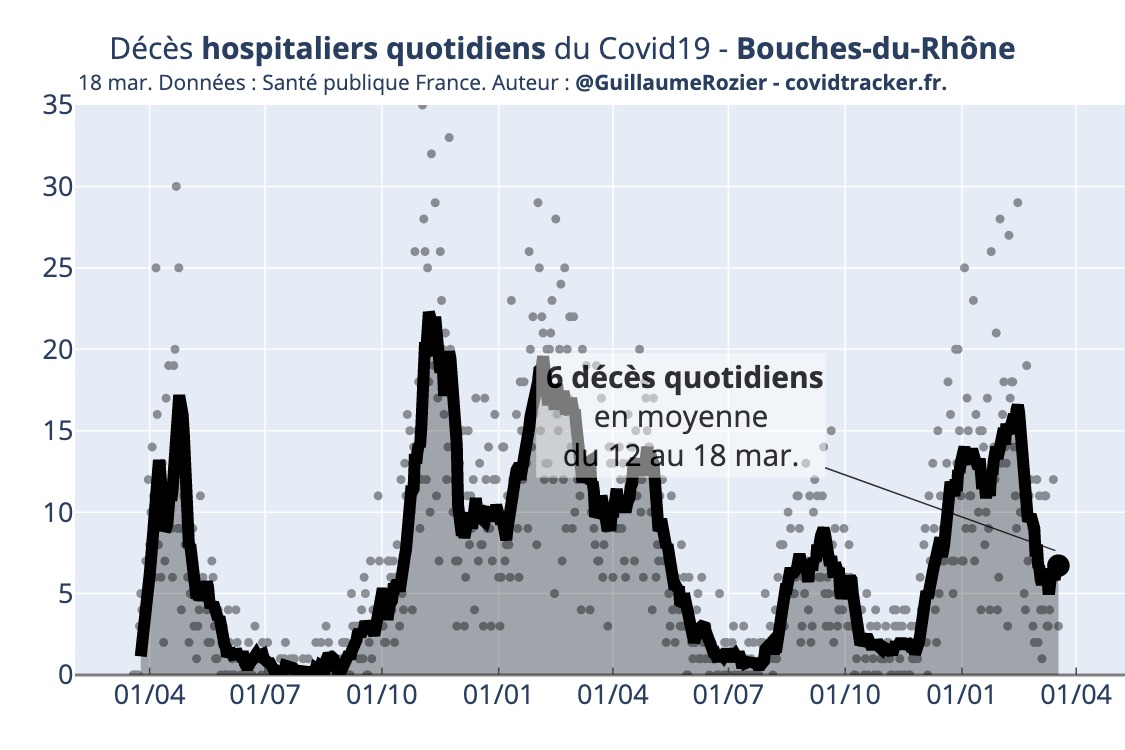 Décès hospitaliers quotidiens du Covid19 - Bouches-du-Rhône
18 mar. Données : Santé publique France. Auteur : @GuillaumeRozier - covidtracker.fr.
35
30
25
20
6 décès quotidiens
en moyenne
15
du 12 au 18 mar.
10
5
0
01/04 01/07 01/10 01/01 01/04 01/07 01/10 01/01 01/04